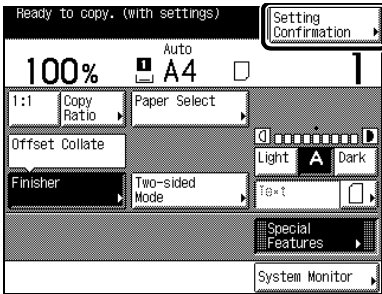 Ready to copy. (with settings)
Setting
Confirmation
Auto
100%
1
A4
1
1:1
Copy
Ratio
Paper Select
Offset Collate
Light
A
Dark
Finisher
Two-sided
Mode
Text
Special
Features
System Monitor